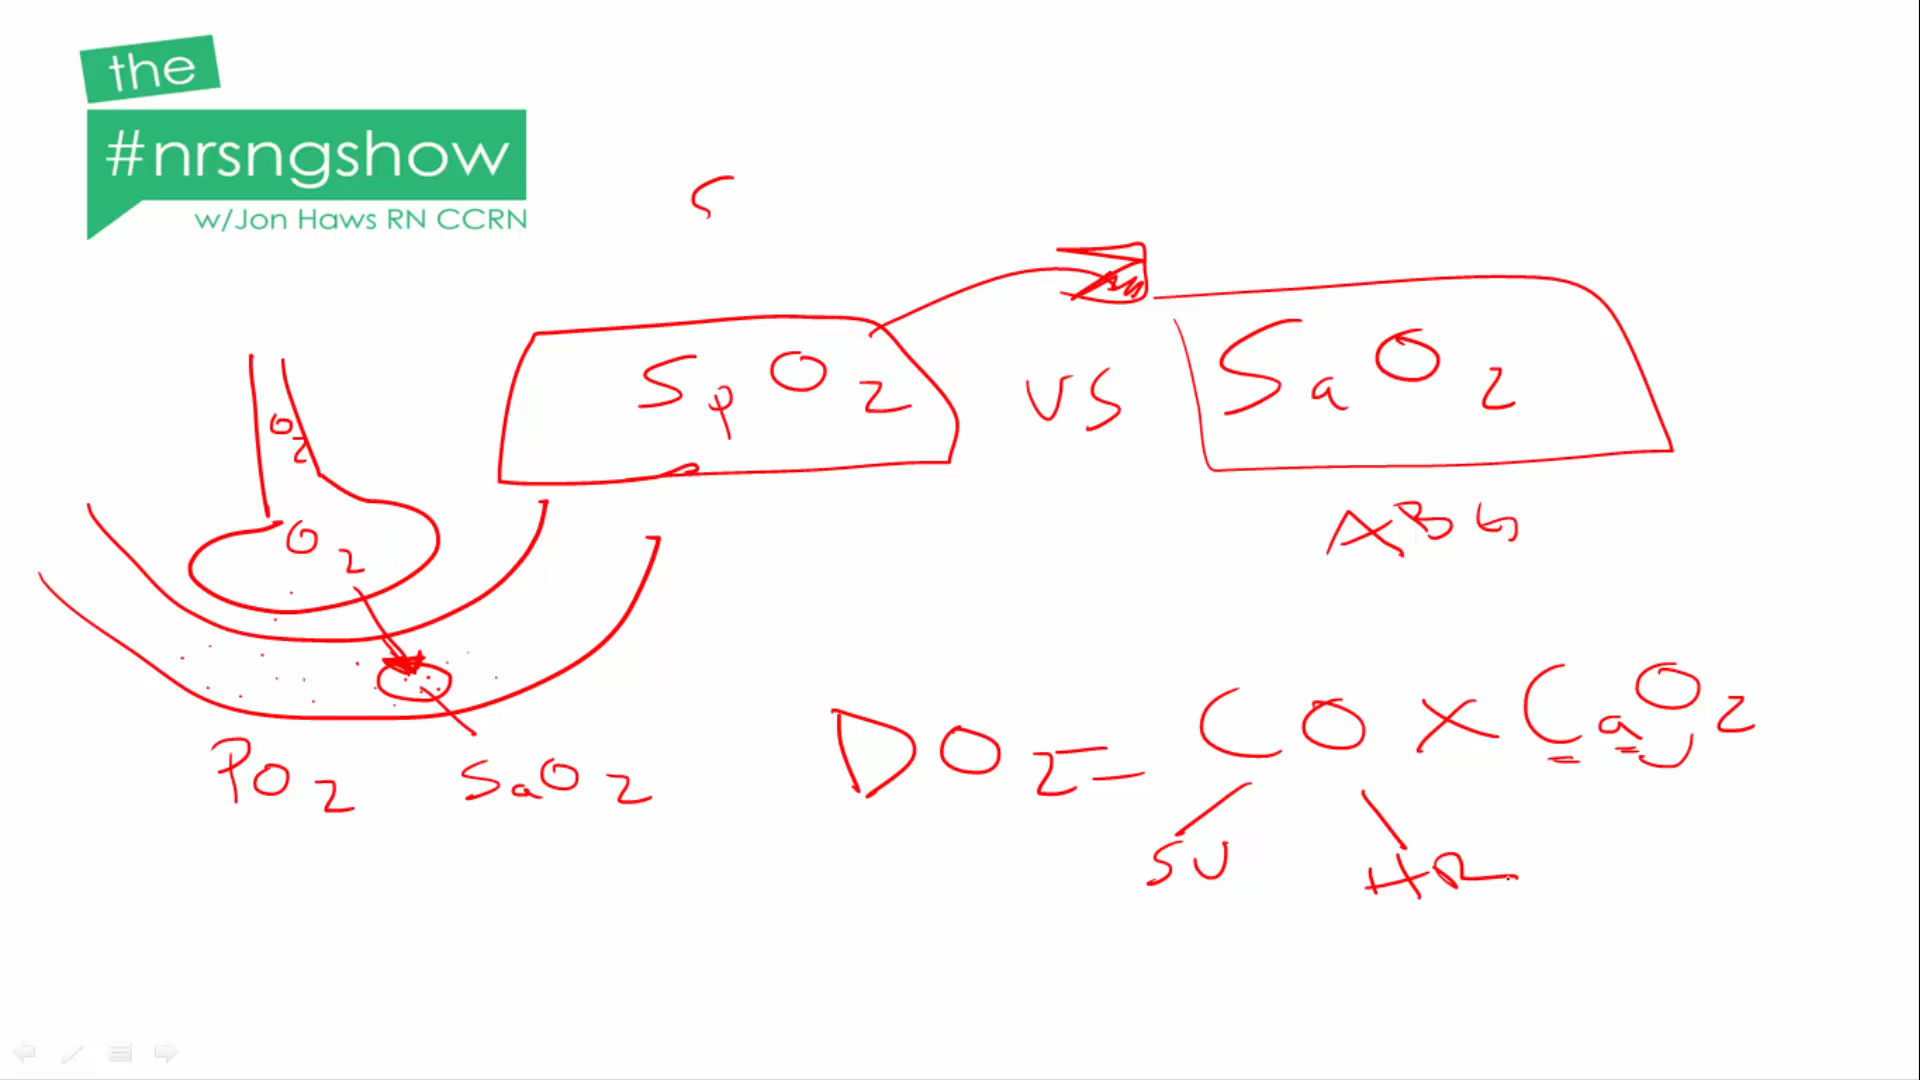 the
#nrsngshow
w/Jon Haws RN CCRN
S
SpO2 vs SaO2
ABG
O2
O2
PO2 SaO2
DO2 = CO x CaO2
SV HR